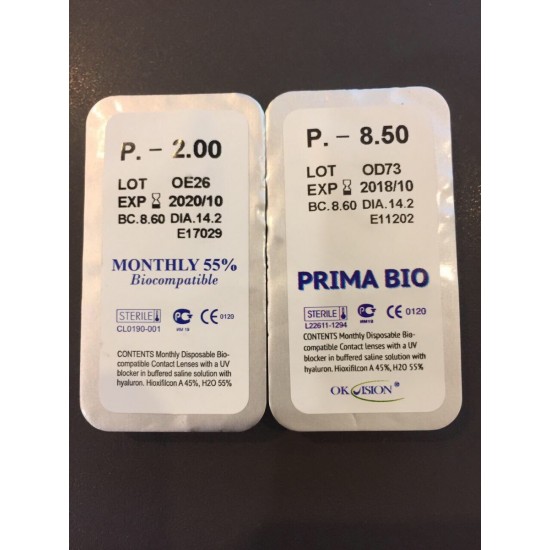 P. – 2.00
LOT OE26
EXP 2020/10
BC.8.60 DIA.14.2
E17029
MONTHLY 55%
Biocompatible
STERILE
CE 0120
CL0190-001
ИМ 18
CONTENTS Monthly Disposable Bio-
compatible Contact lenses with a UV
blocker in buffered saline solution with
hyaluron. Hioxifilcon A 45%, H2O 55%
P. – 8.50
LOT OD73
EXP 2018/10
BC. 8.60 DIA.14.2
E11202
PRIMA BIO
STERILE
CE 0120
L22611-1294
CONTENTS Monthly Disposable Bio-
compatible Contact lenses with a UV
blocker in buffered saline solution with
hyaluron. Hioxifilcon A 45%, H2O 55%
OK VISION ®